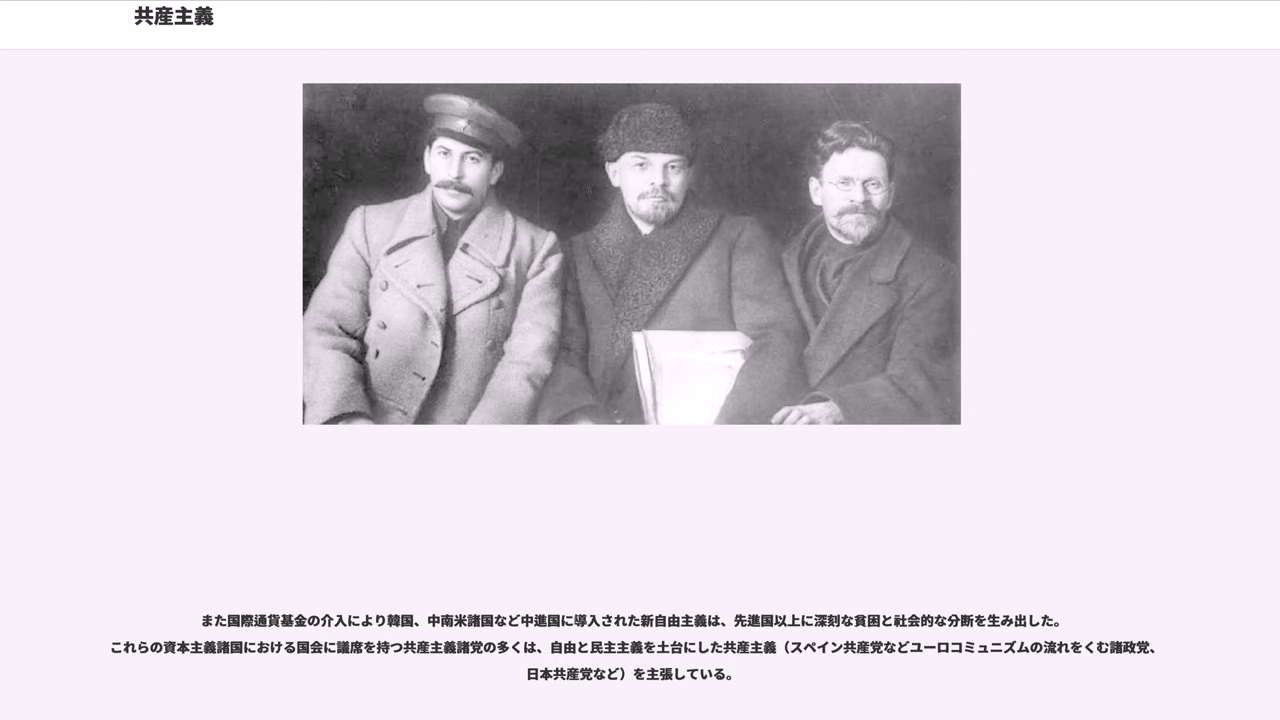 共産主義
また国際通貨基金の介入により韓国、中南米諸国など中進国に導入された新自由主義は、先進国以上に深刻な貧困と社会的な分断を生み出した。
これらの資本主義諸国における国会に議席を持つ共産主義諸党の多くは、自由と民主主義を土台にした共産主義（スペイン共産党などユーロコミュニズムの流れをくむ諸政党、
日本共産党など）を主張している。